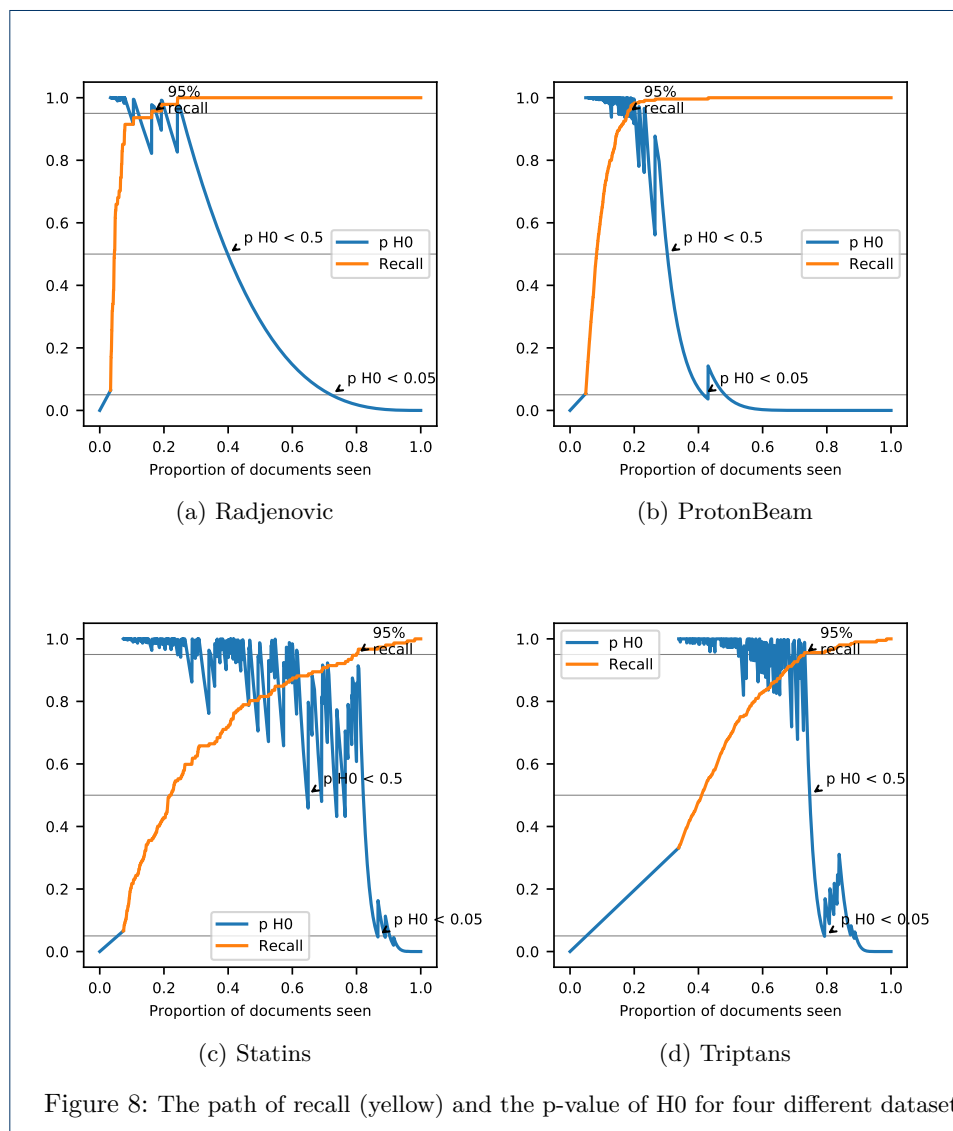 1.0
0.8
0.6
0.4
0.2
0.0
95%
recall
p H0 < 0.5
p H0 < 0.05
p H0
Recall
0.0 0.2 0.4 0.6 0.8 1.0
Proportion of documents seen
(a) Radjenovic
1.0
0.8
0.6
0.4
0.2
0.0
95%
recall
p H0 < 0.5
p H0 < 0.05
p H0
Recall
0.0 0.2 0.4 0.6 0.8 1.0
Proportion of documents seen
(b) ProtonBeam
1.0
0.8
0.6
0.4
0.2
0.0
95%
recall
p H0 < 0.5
p H0 < 0.05
p H0
Recall
0.0 0.2 0.4 0.6 0.8 1.0
Proportion of documents seen
(c) Statins
1.0
0.8
0.6
0.4
0.2
0.0
p H0
Recall
95%
recall
p H0 < 0.5
p H0 < 0.05
0.0 0.2 0.4 0.6 0.8 1.0
Proportion of documents seen
(d) Triptans
Figure 8: The path of recall (yellow) and the p-value of H0 for four different dataset